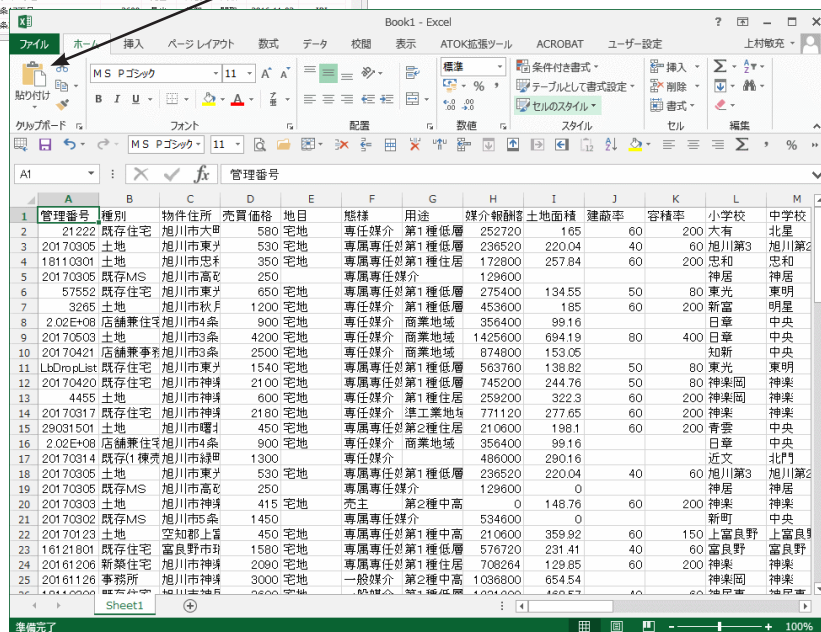 Book1 - Excel
ファイル ホーム 挿入 ページレイアウト 数式 データ 校閲 表示 ATOK拡張ツール ACROBAT ユーザー設定 上村敏充
貼り付け
MS Pゴシック 11
標準
条件付き書式
テーブルとして書式設定
セルのスタイル
挿入
削除
書式
クリップボード フォント 配置 数値 スタイル セル 編集
MS Pゴシック 11
A1 fx 管理番号
A B C D E F G H I J K L M
1 管理番号 種別 物件住所 売買価格 地目 態様 用途 媒介報酬額 土地面積 建蔽率 容積率 小学校 中学校
2 21222 既存住宅 旭川市大町 580 宅地 専任媒介 第1種低層 252720 165 60 200 大有 北星
3 20170305 土地 旭川市東光 530 宅地 専属専任媒 第1種低層 236520 220.04 40 60 旭川第3 旭川第2
4 18110301 土地 旭川市忠和 350 宅地 専任媒介 第1種住居 172800 257.84 60 200 忠和 忠和
5 20170305 既存MS 旭川市高砂 250 専属専任媒介 129600 神居 神居
6 57552 既存住宅 旭川市東光 650 宅地 専属専任媒 第1種低層 275400 134.55 50 80 東光 東明
7 3265 土地 旭川市秋月 1200 宅地 専任媒介 第1種低層 453600 185 60 200 新富 明星
8 2.02E+08 店舗兼住宅 旭川市4条 900 宅地 専任媒介 商業地域 356400 99.16 日章 中央
9 20170503 土地 旭川市3条 4200 宅地 専任媒介 商業地域 1425600 694.19 80 400 日章 中央
10 20170421 店舗兼事務 旭川市3条 2500 宅地 専任媒介 商業地域 874800 153.05 知新 中央
11 LbDropList 既存住宅 旭川市東光 1540 宅地 専属専任媒 第1種低層 563760 138.82 50 80 東光 東明
12 20170420 既存住宅 旭川市神楽 2100 宅地 専属専任媒 第1種低層 745200 244.76 50 80 神楽岡 神楽
13 4455 土地 旭川市神楽 600 宅地 専任媒介 第1種住居 259200 322.3 60 200 神楽岡 神楽
14 20170317 既存住宅 旭川市神楽 2180 宅地 専任媒介 準工業地域 771120 277.65 60 200 神楽 神楽
15 29031501 土地 旭川市曙北 450 宅地 専属専任媒 第2種住居 210600 198.1 60 200 青雲 中央
16 2.02E+08 店舗兼住宅 旭川市4条 900 宅地 専任媒介 商業地域 356400 99.16 日章 中央
17 20170314 既存(1棟売 旭川市緑町 1300 専任媒介 486000 290.16 近文 北門
18 20170305 土地 旭川市東光 530 宅地 専属専任媒 第1種低層 236520 220.04 40 60 旭川第3 旭川第2
19 20170305 既存MS 旭川市高砂 250 専属専任媒介 129600 0 神居 神居
20 20170303 土地 旭川市神楽 415 宅地 売主 第2種中高 0 148.76 60 200 神楽 神楽
21 20170302 既存MS 旭川市5条 1450 専属専任媒介 534600 0 新町 中央
22 20170123 土地 空知郡上富 450 宅地 専属専任媒 第1種中高 210600 359.92 60 150 上富良野 上富良
23 16121801 既存住宅 富良野市瑞 1580 宅地 専属専任媒 第1種低層 576720 231.41 40 60 富良野 富良野
24 20161206 新築住宅 旭川市神楽 2090 宅地 専属専任媒 第1種住居 708264 129.85 60 200 神楽 神楽
25 20161126 事務所 旭川市神楽 3000 宅地 一般媒介 第2種中高 1036800 654.54 神楽岡 神楽
Sheet1
準備完了 100%